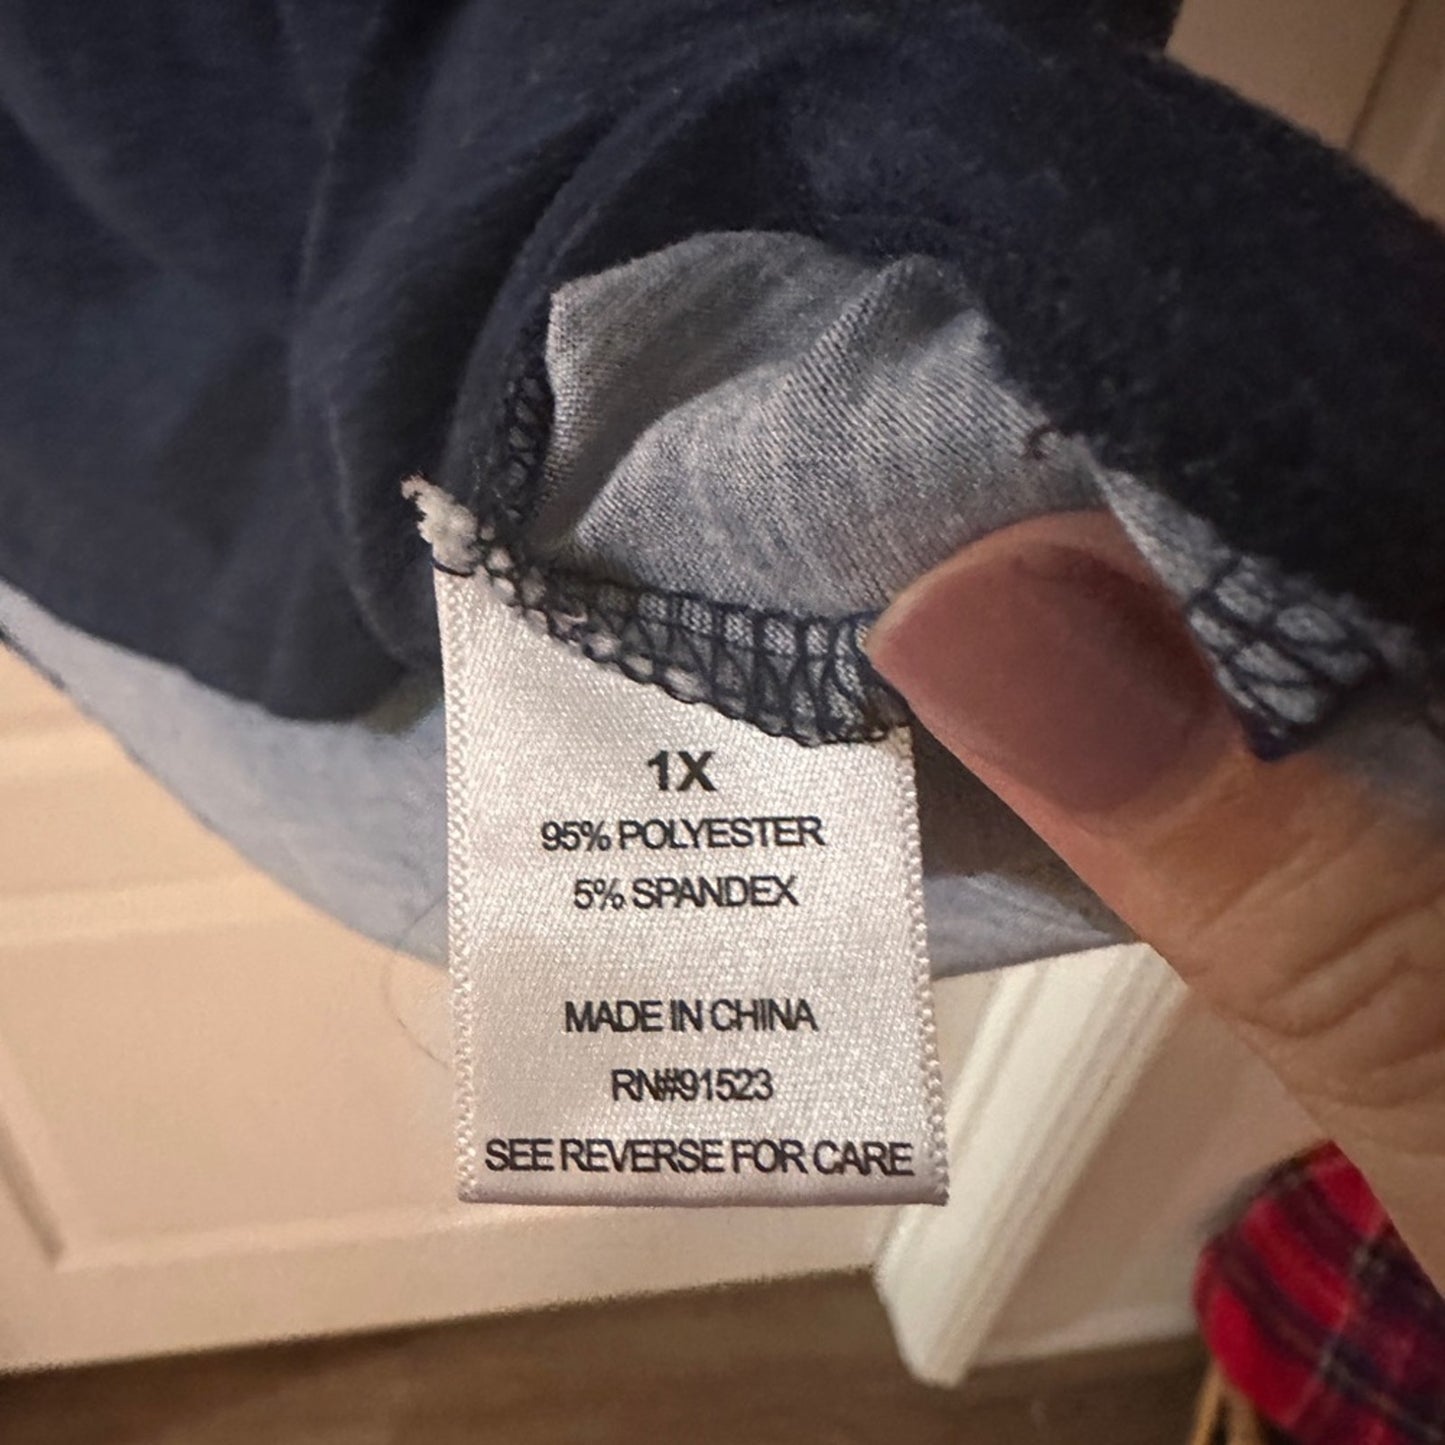 1X
95% POLYESTER
5% SPANDEX
MADE IN CHINA
RN#91523
SEE REVERSE FOR CARE